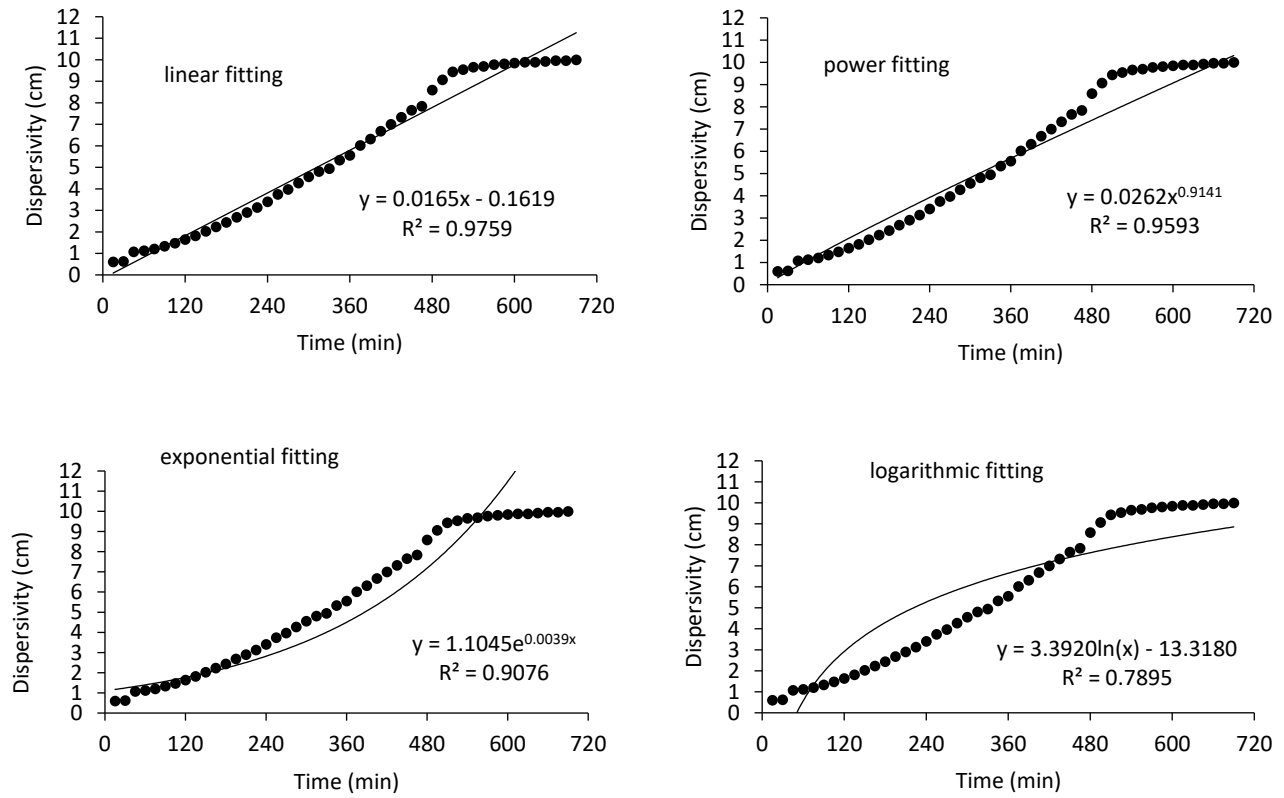 linear fitting
Dispersivity (cm)
12
11
10
9
8
7
6
5
4
3
2
1
0
y = 0.0165x - 0.1619
R² = 0.9759
0 120 240 360 480 600 720
Time (min)
power fitting
Dispersivity (cm)
12
11
10
9
8
7
6
5
4
3
2
1
0
y = 0.0262x^0.9141
R² = 0.9593
0 120 240 360 480 600 720
Time (min)
exponential fitting
Dispersivity (cm)
12
11
10
9
8
7
6
5
4
3
2
1
0
y = 1.1045e^0.0039x
R² = 0.9076
0 120 240 360 480 600 720
Time (min)
logarithmic fitting
Dispersivity (cm)
12
11
10
9
8
7
6
5
4
3
2
1
0
y = 3.3920ln(x) - 13.3180
R² = 0.7895
0 120 240 360 480 600 720
Time (min)